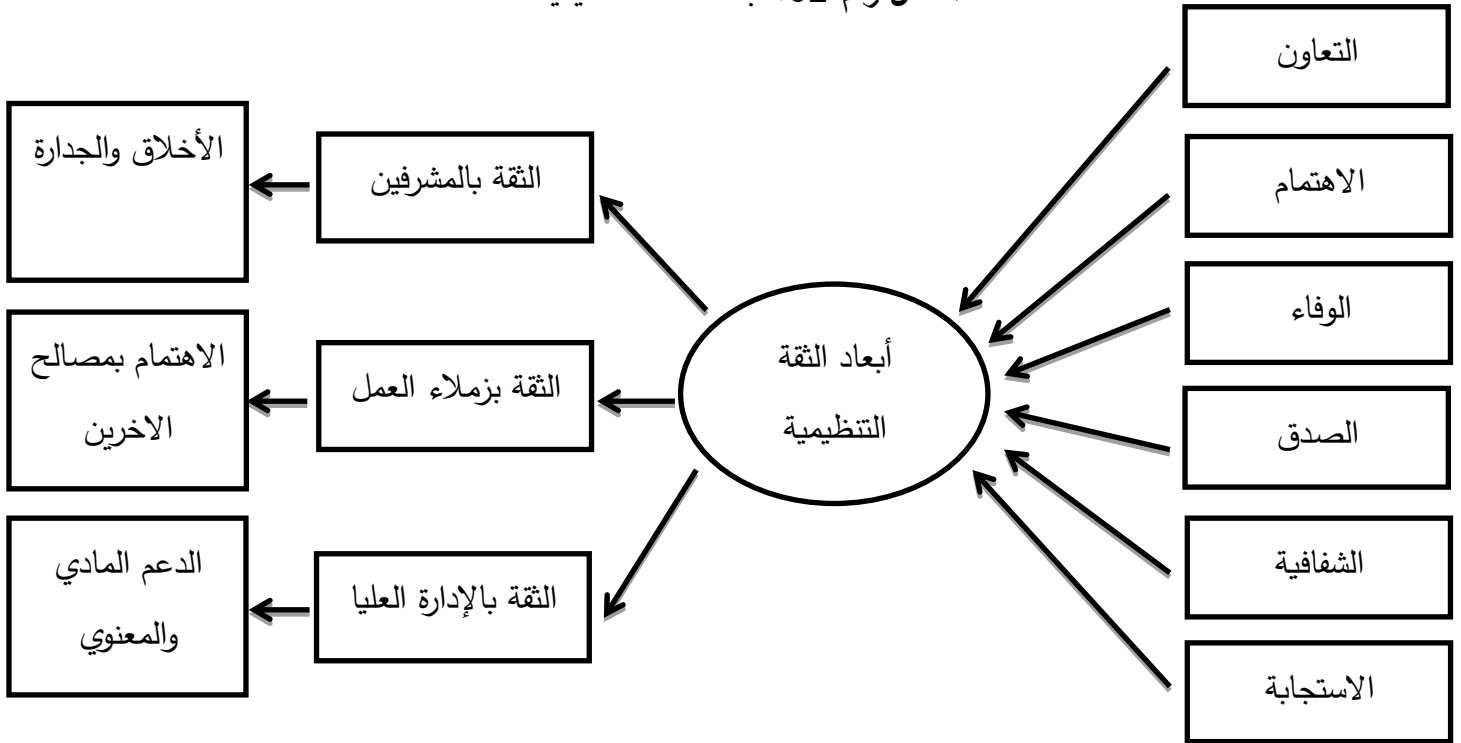 التعاون
الاهتمام
الوفاء
الصدق
الشفافية
الاستجابة
أبعاد الثقة
التنظيمية
الثقة بالمشرفين
الثقة بزملاء العمل
الثقة بالإدارة العليا
الأخلاق والجدارة
الاهتمام بمصالح
الاخرين
الدعم المادي
والمعنوي